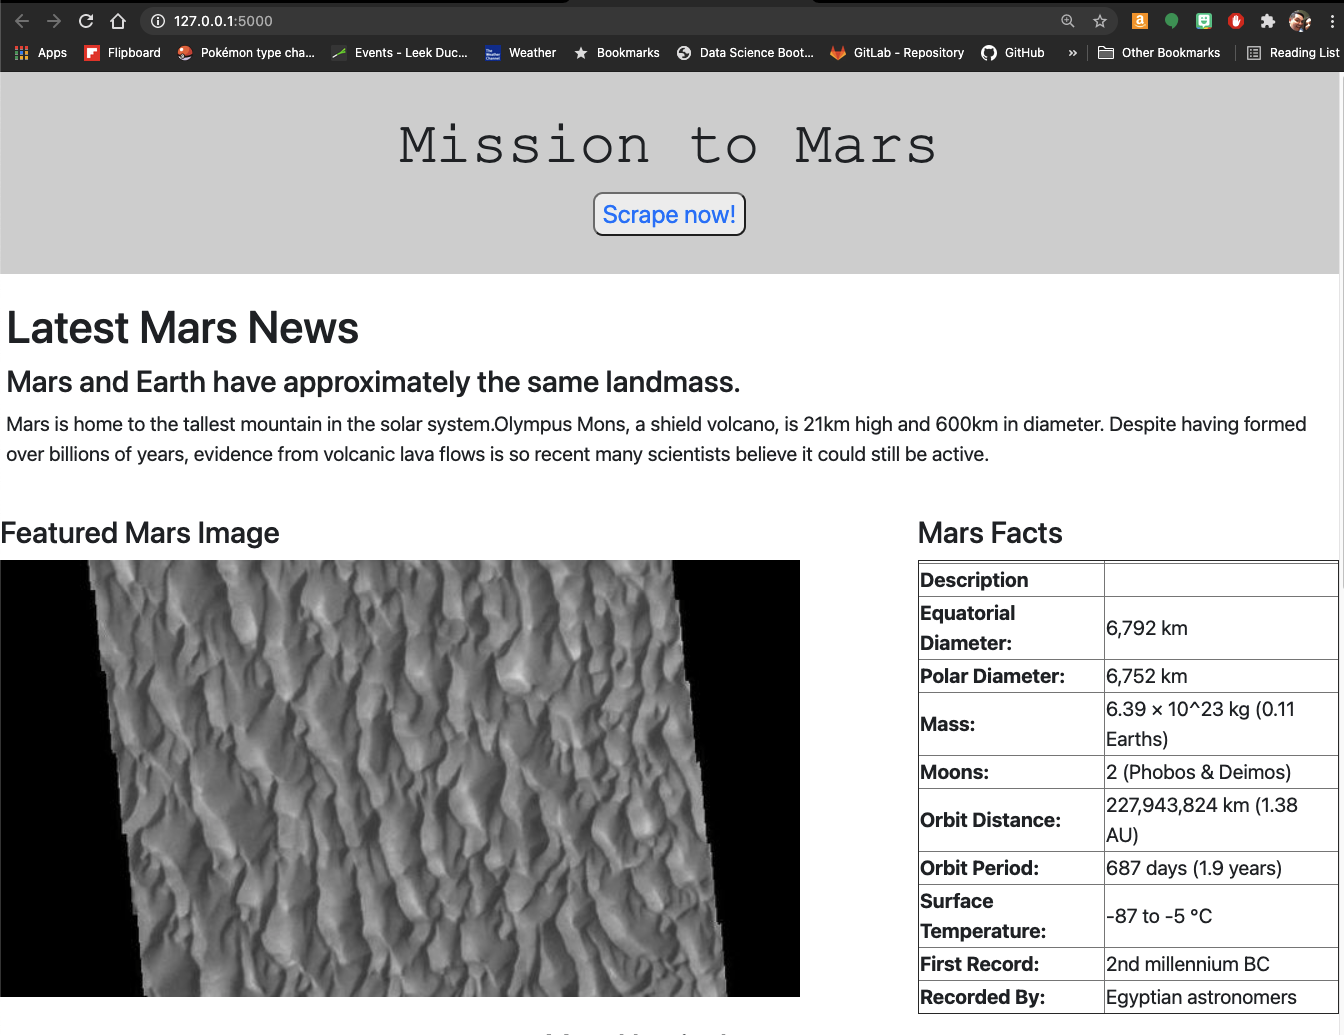 127.0.0.1:5000
Apps Flipboard Pokémon type cha... Events - Leek Duc... The Weather Channel Weather Bookmarks Data Science Boot... GitLab - Repository GitHub » Other Bookmarks Reading List
Mission to Mars
Scrape now!
Latest Mars News
Mars and Earth have approximately the same landmass.
Mars is home to the tallest mountain in the solar system.Olympus Mons, a shield volcano, is 21km high and 600km in diameter. Despite having formed
over billions of years, evidence from volcanic lava flows is so recent many scientists believe it could still be active.
Featured Mars Image
Mars Facts
Description
Equatorial
Diameter:
6,792 km
Polar Diameter: 6,752 km
Mass:
6.39 × 10^23 kg (0.11
Earths)
Moons: 2 (Phobos & Deimos)
Orbit Distance:
227,943,824 km (1.38
AU)
Orbit Period: 687 days (1.9 years)
Surface
Temperature:
-87 to -5 °C
First Record: 2nd millennium BC
Recorded By: Egyptian astronomers